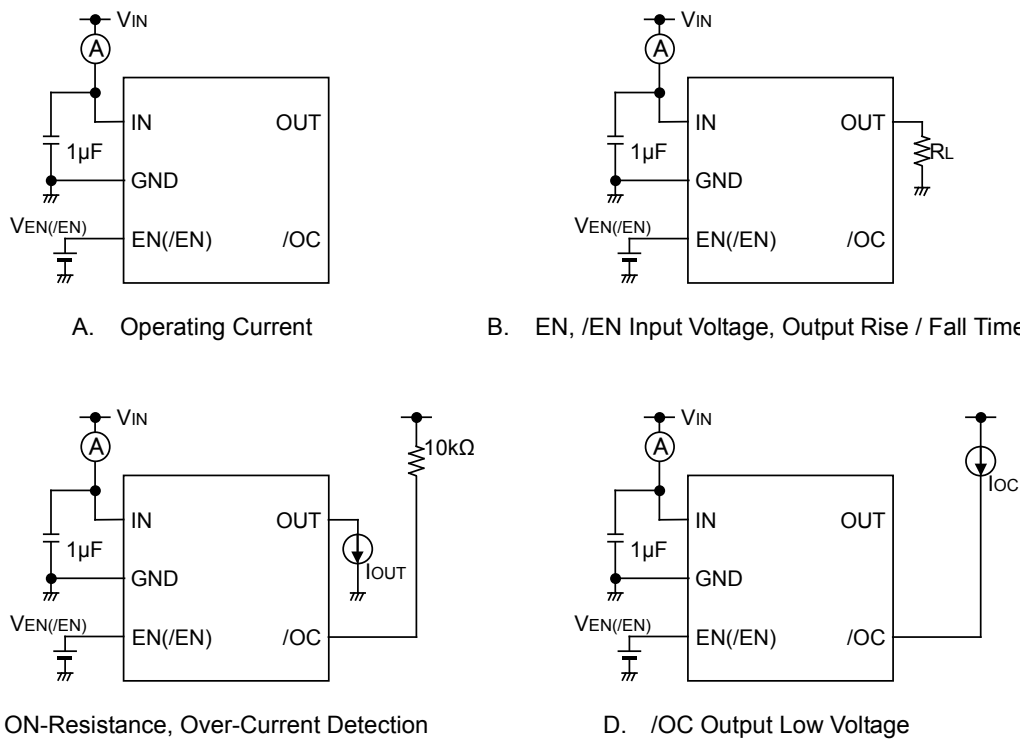 VIN
A
IN OUT
1µF
GND
VEN(/EN)
EN(/EN) /OC
A. Operating Current
VIN
A
IN OUT
1µF RL
GND
VEN(/EN)
EN(/EN) /OC
B. EN, /EN Input Voltage, Output Rise / Fall Time
VIN
A 10kΩ
IN OUT
1µF IOUT
GND
VEN(/EN)
EN(/EN) /OC
ON-Resistance, Over-Current Detection
VIN
A IOC
IN OUT
1µF
GND
VEN(/EN)
EN(/EN) /OC
D. /OC Output Low Voltage